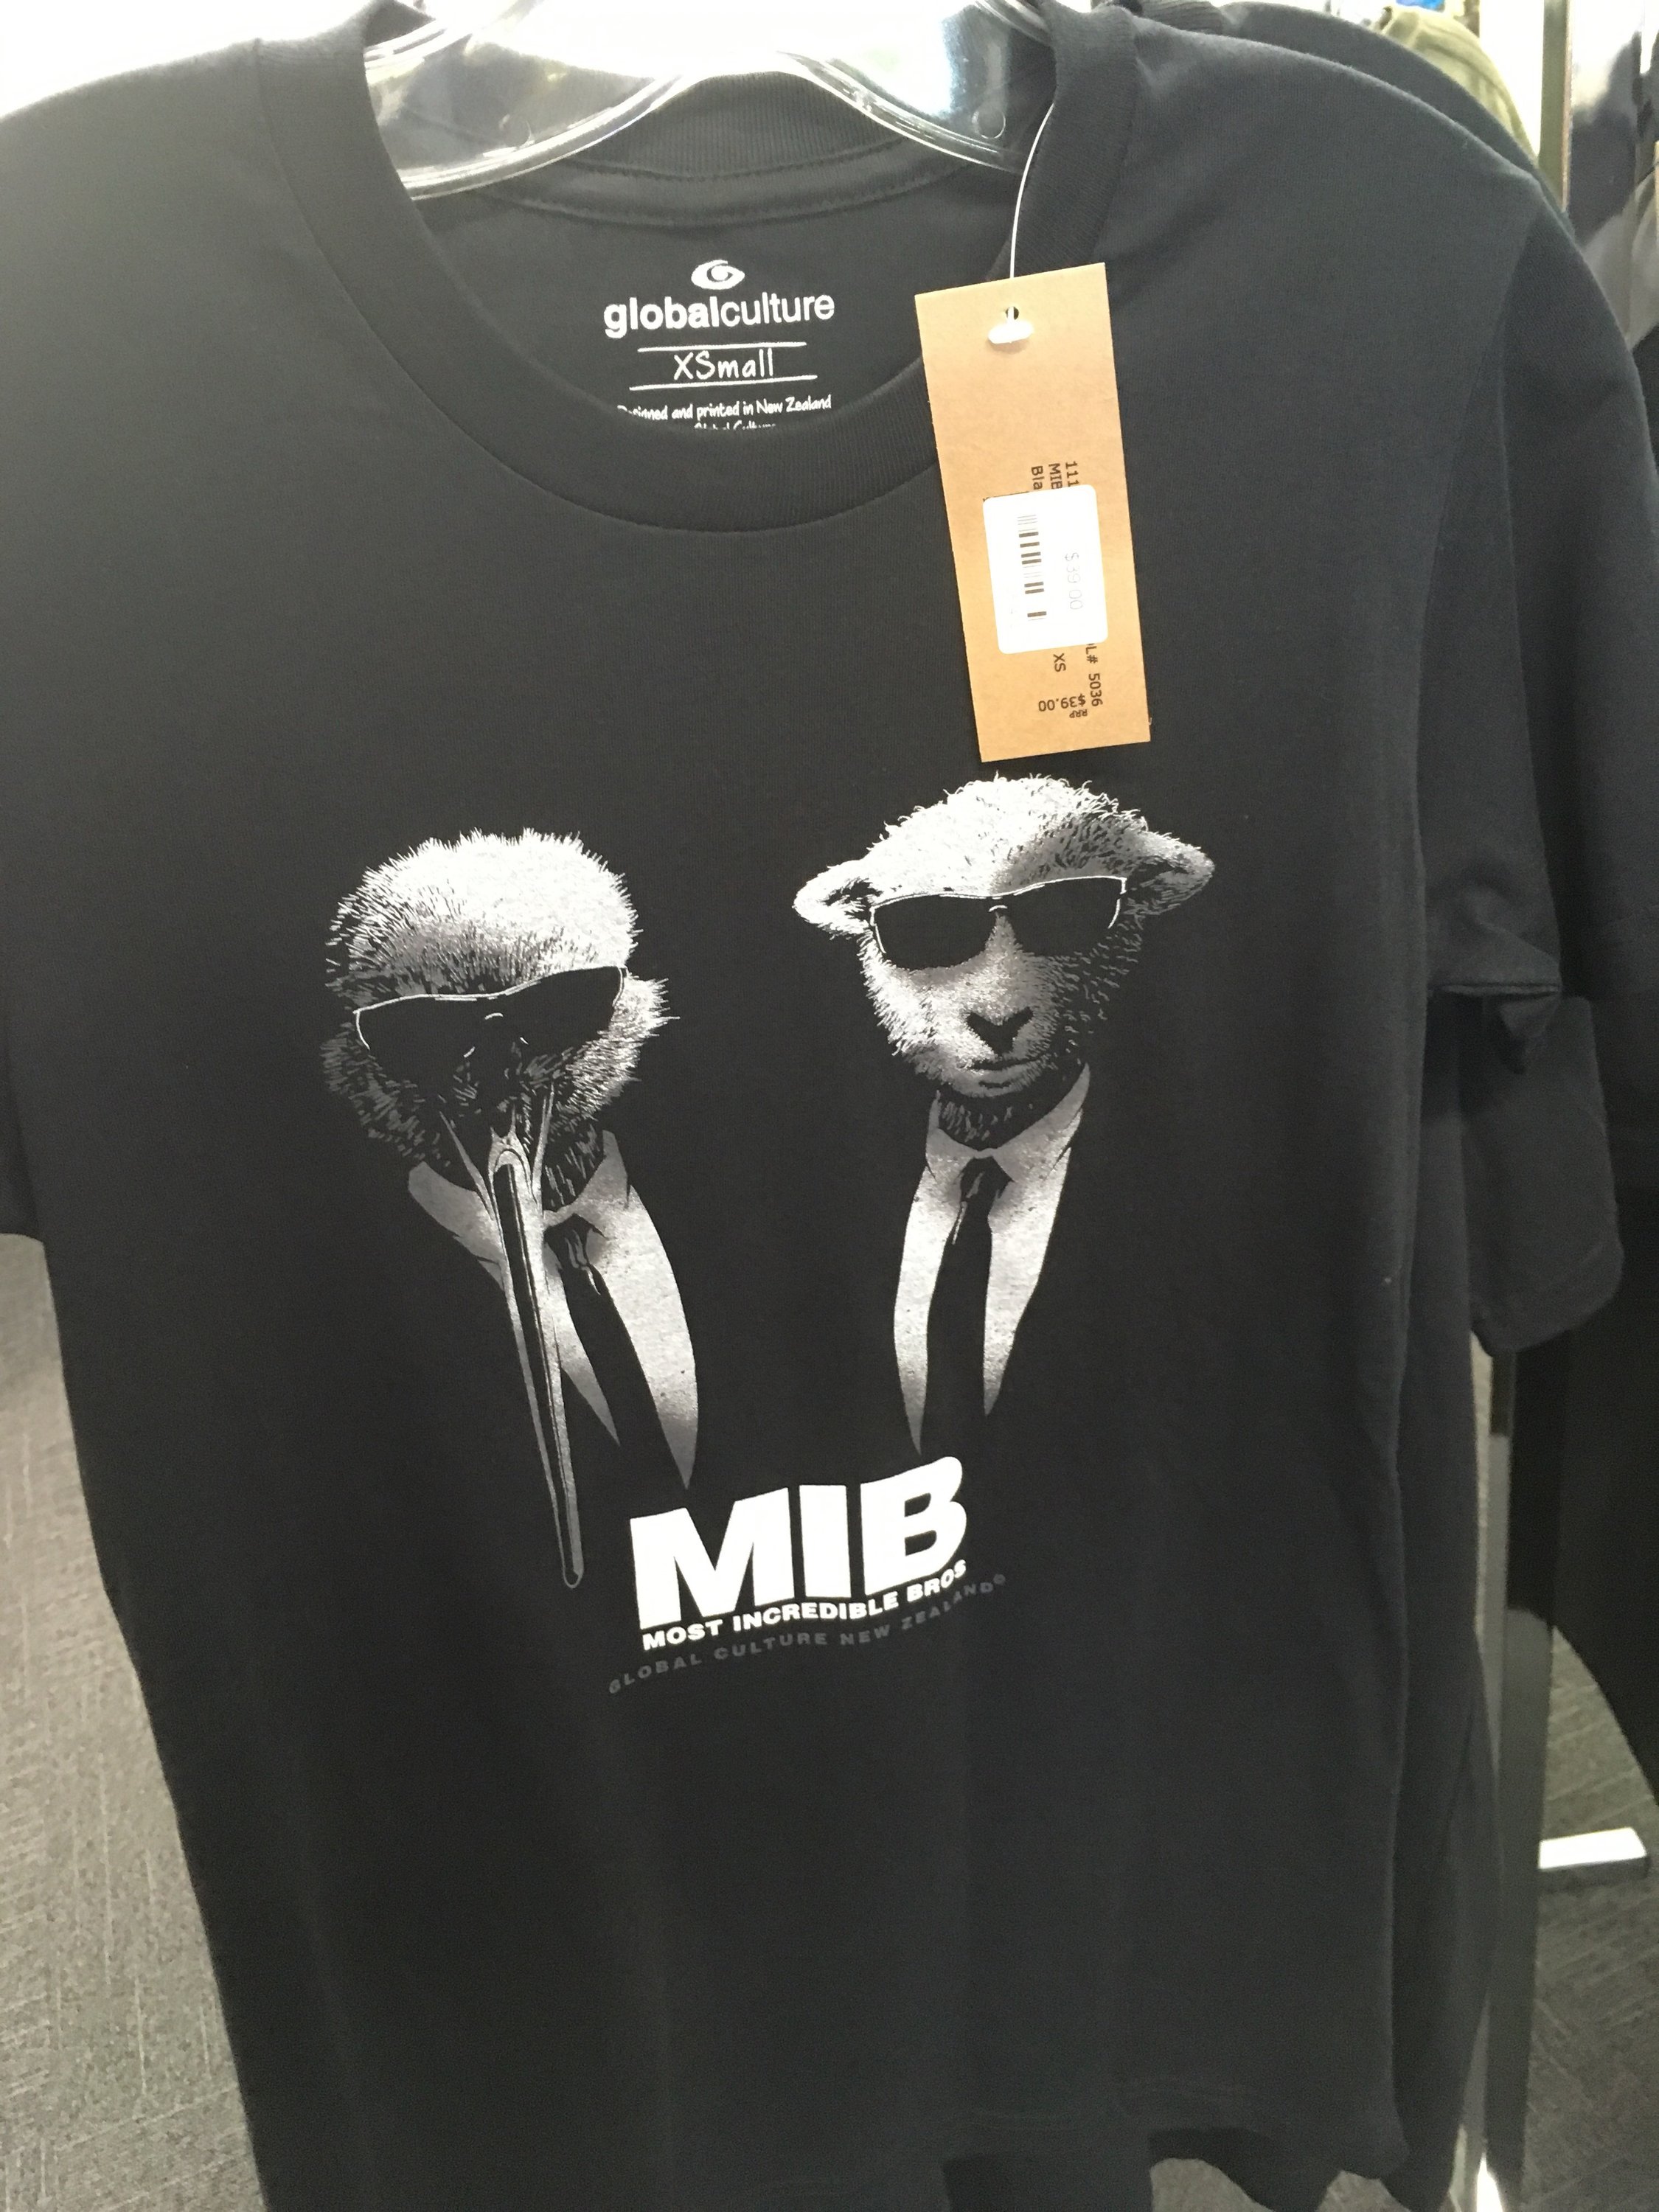 globalculture
XSmall
and printed in New Zealand
$39.00
L# 5036
XS
RRP
$39.00
MIB
MOST INCREDIBLE BROS
GLOBAL CULTURE NEW ZEALAND®